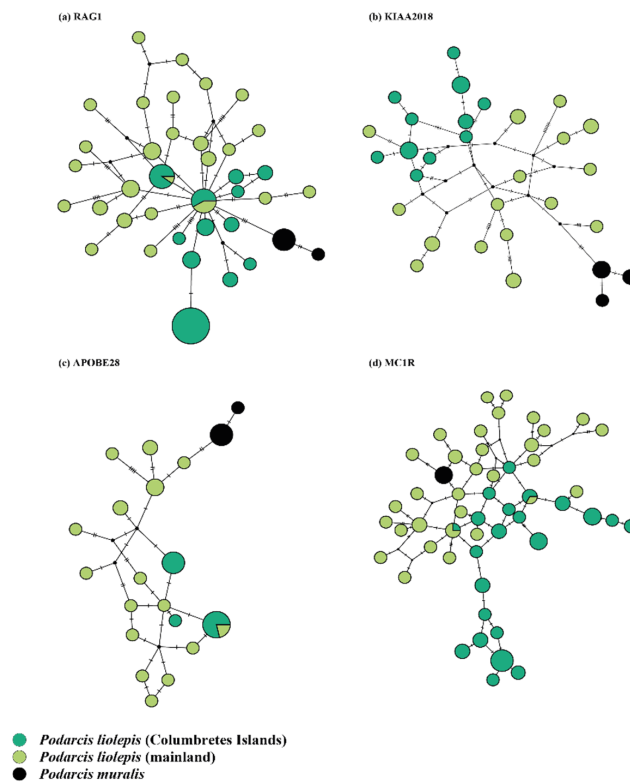 (a) RAG1
(b) KIAA2018
(c) APOBE28
(d) MC1R
Podarcis liolepis (Columbretes Islands)
Podarcis liolepis (mainland)
Podarcis muralis